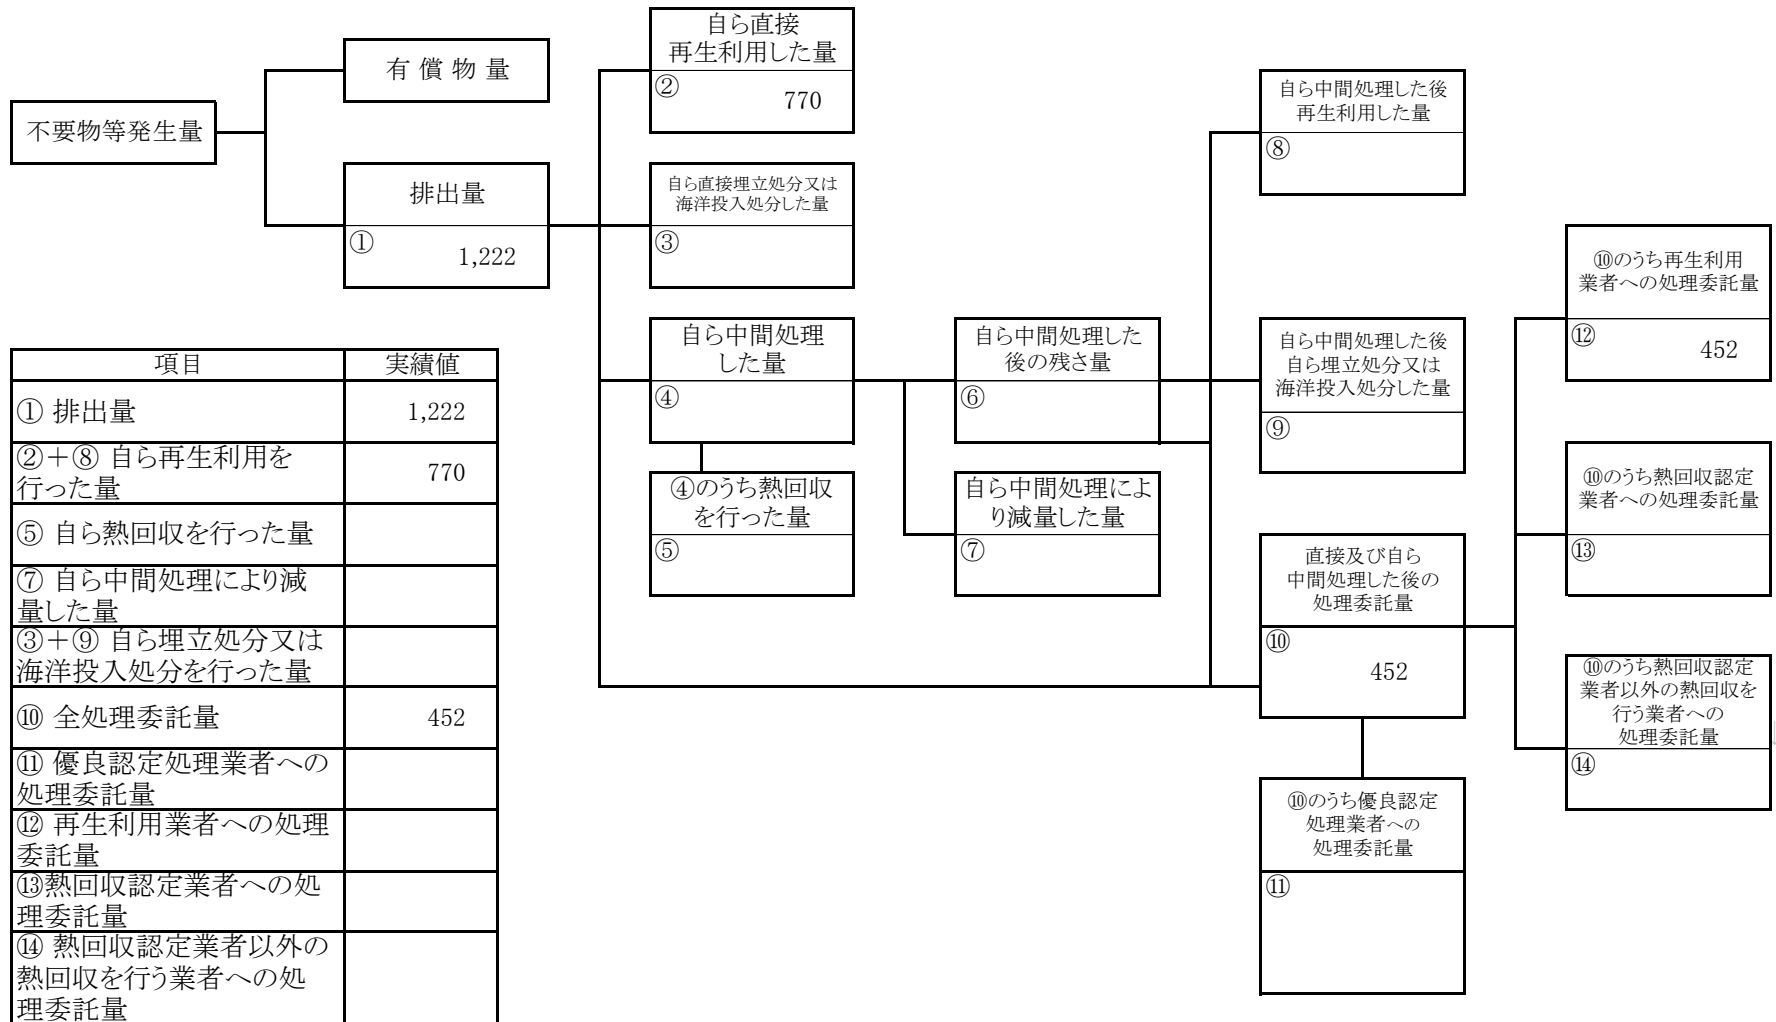 不要物等発生量
有 償 物 量
排出量
①
1,222
自ら直接
再生利用した量
②
770
自ら直接埋立処分又は
海洋投入処分した量
③
自ら中間処理
した量
④
④のうち熱回収
を行った量
⑤
自ら中間処理した
後の残さ量
⑥
自ら中間処理によ
り減量した量
⑦
自ら中間処理した後
再生利用した量
⑧
自ら中間処理した後
自ら埋立処分又は
海洋投入処分した量
⑨
直接及び自ら
中間処理した後の
処理委託量
⑩
452
⑩のうち優良認定
処理業者への
処理委託量
⑪
⑩のうち再生利用
業者への処理委託量
⑫
452
⑩のうち熱回収認定
業者への処理委託量
⑬
⑩のうち熱回収認定
業者以外の熱回収を
行う業者への
処理委託量
⑭
項目 実績値
① 排出量 1,222
②＋⑧ 自ら再生利用を
行った量 770
⑤ 自ら熱回収を行った量
⑦ 自ら中間処理により減
量した量
③＋⑨ 自ら埋立処分又は
海洋投入処分を行った量
⑩ 全処理委託量 452
⑪ 優良認定処理業者への
処理委託量
⑫ 再生利用業者への処理
委託量
⑬熱回収認定業者への処
理委託量
⑭ 熱回収認定業者以外の
熱回収を行う業者への処
理委託量